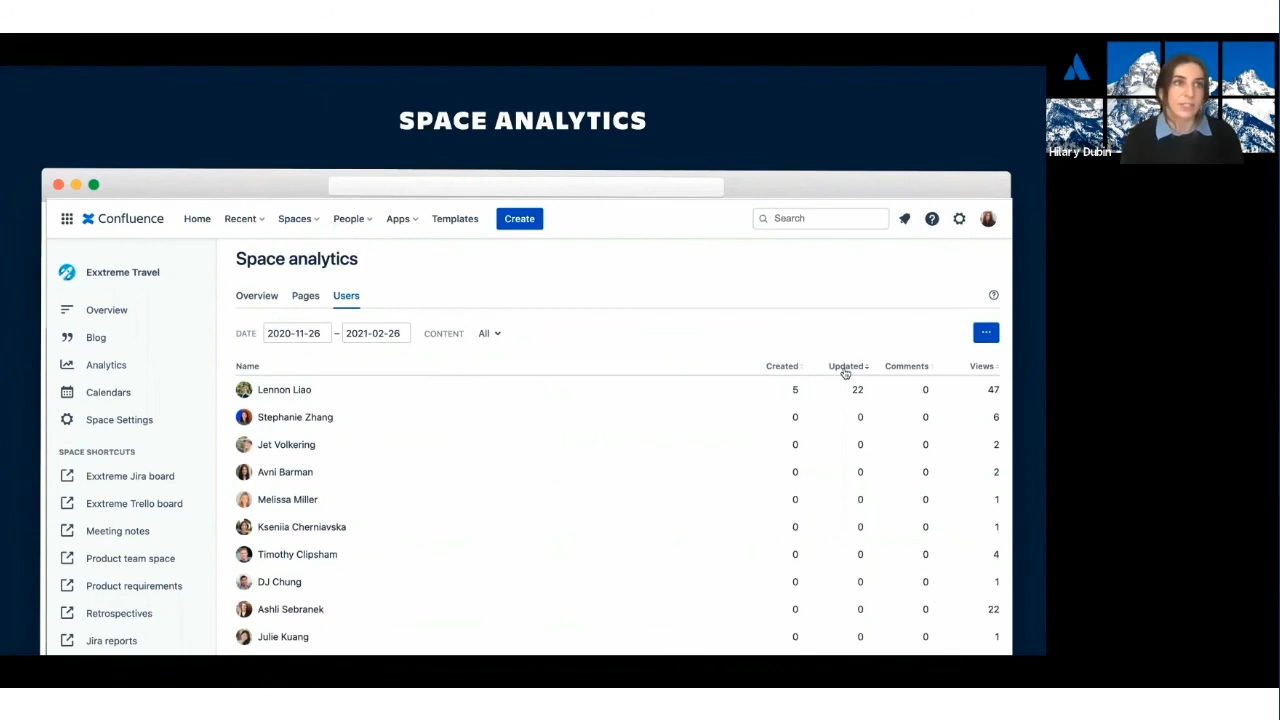 SPACE ANALYTICS
Hilary Dubin
Confluence Home Recent Spaces People Apps Templates Create Search
Exxtreme Travel
Overview
Blog
Analytics
Calendars
Space Settings
SPACE SHORTCUTS
Exxtreme Jira board
Exxtreme Trello board
Meeting notes
Product team space
Product requirements
Retrospectives
Jira reports
Space analytics
Overview Pages Users
DATE 2020-11-26 – 2021-02-26 CONTENT All
Name Created Updated Comments Views
Lennon Liao 5 22 0 47
Stephanie Zhang 0 0 0 6
Jet Volkering 0 0 0 2
Avni Barman 0 0 0 2
Melissa Miller 0 0 0 1
Kseniia Cherniavska 0 0 0 1
Timothy Clipsham 0 0 0 4
DJ Chung 0 0 0 1
Ashli Sebranek 0 0 0 22
Julie Kuang 0 0 0 1